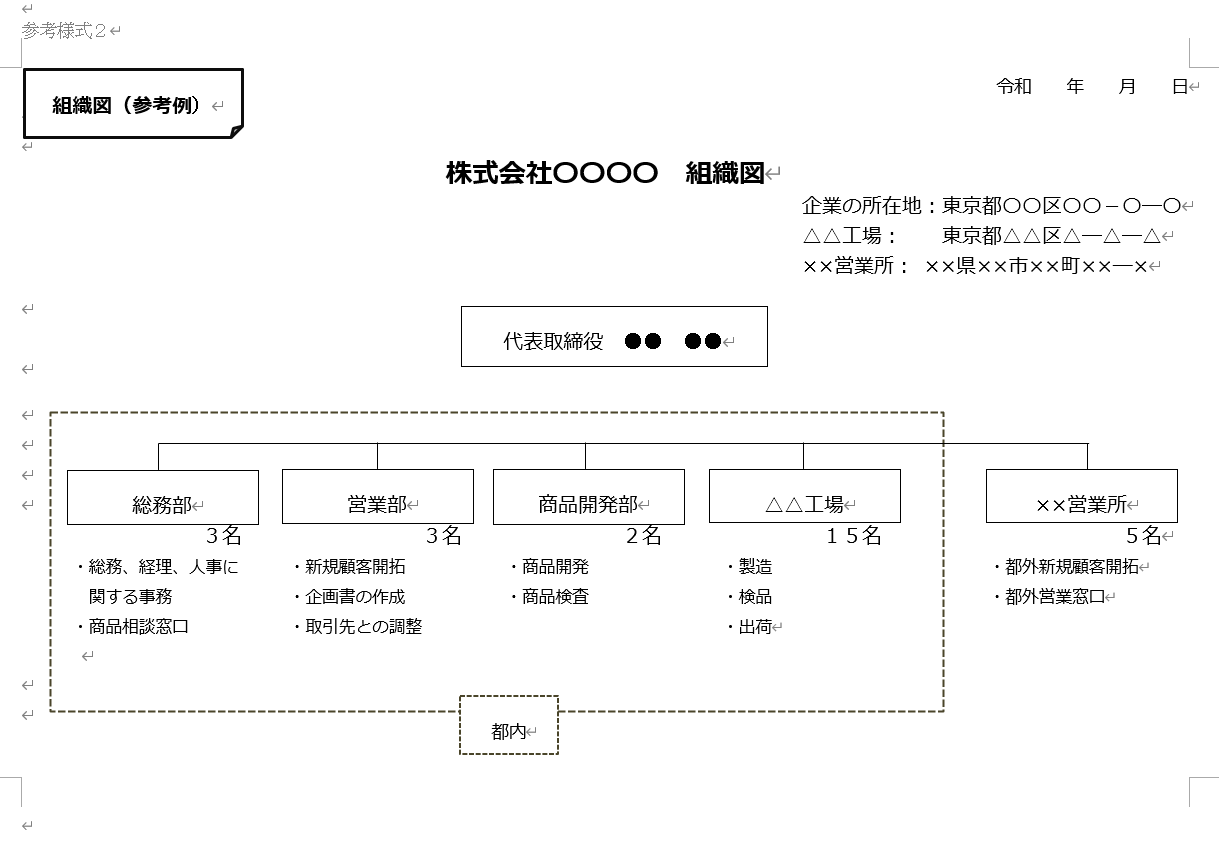 参考様式２
組織図（参考例）
令和　　年　　月　　日
株式会社〇〇〇〇　組織図
企業の所在地：東京都〇〇区〇〇－〇―〇
△△工場：　　東京都△△区△―△―△
××営業所：　××県××市××町××―×
代表取締役　●●　●●
総務部
営業部
商品開発部
△△工場
××営業所
３名
３名
２名
１５名
５名
・総務、経理、人事に
関する事務
・商品相談窓口
・新規顧客開拓
・企画書の作成
・取引先との調整
・商品開発
・商品検査
・製造
・検品
・出荷
・都外新規顧客開拓
・都外営業窓口
都内